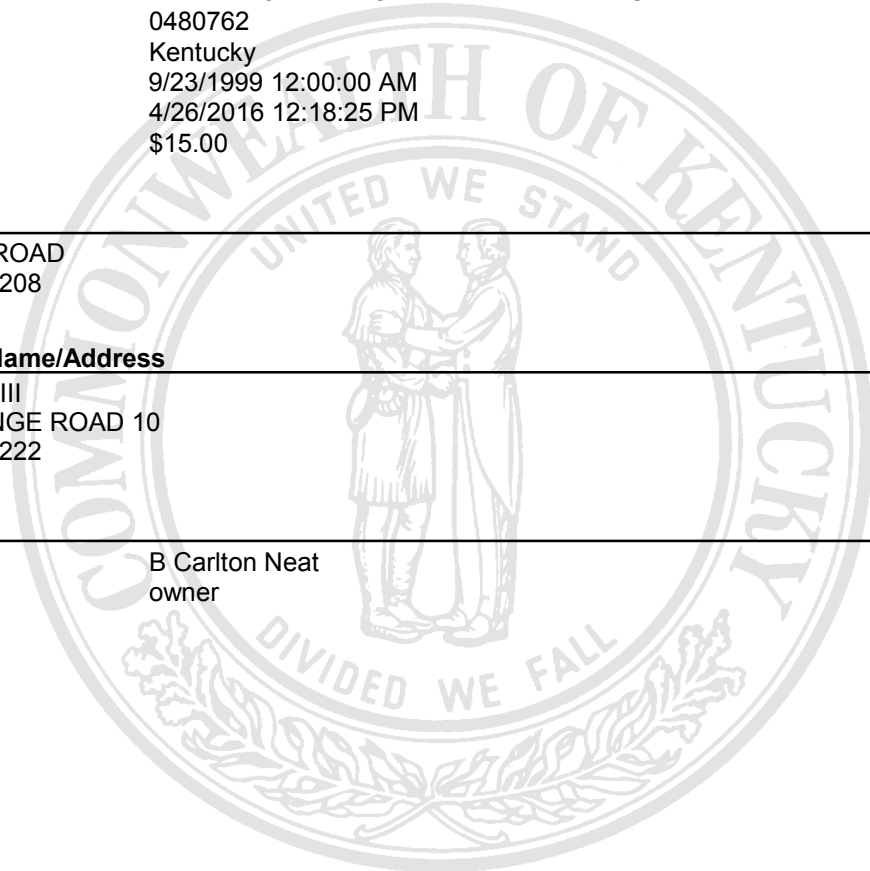 0480762
Kentucky
9/23/1999 12:00:00 AM
4/26/2016 12:18:25 PM
$15.00
COMMONWEALTH OF KENTUCKY
UNITED WE STAND
ROAD
208
lame/Address
III
NGE ROAD 10
222
B Carlton Neat
owner
DIVIDED WE FALL